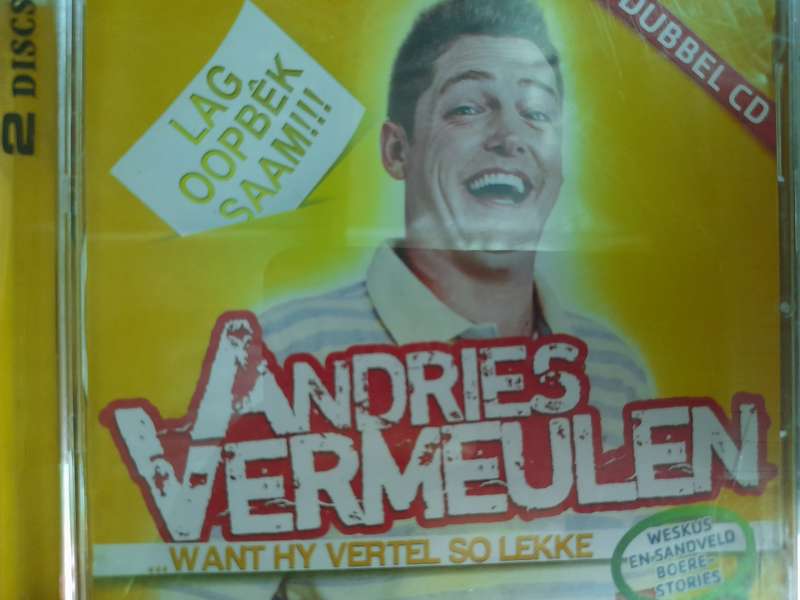 2 DISCS
LAG
OOPBÊK
SAAM!!!
DUBBEL CD
ANDRIES
VERMEULEN
... WANT HY VERTEL SO LEKKE
WESKUS
"EN-SANDVELD
BOERE-
STORIES